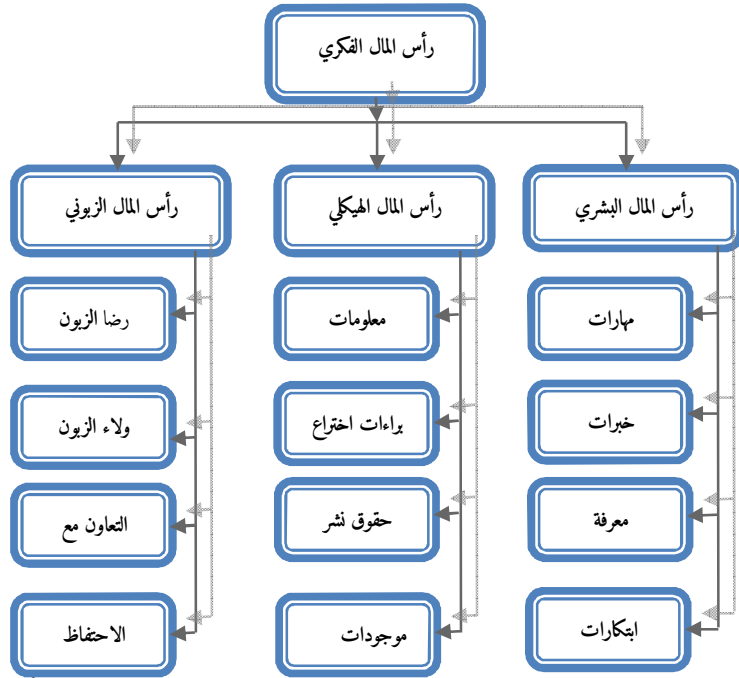 رأس المال الفكري
رأس المال البشري
رأس المال الهيكلي
رأس المال الزبوني
مهارات
معلومات
رضا الزبون
خبرات
براءات اختراع
ولاء الزبون
معرفة
حقوق نشر
التعاون مع
ابتكارات
موجودات
الاحتفاظ